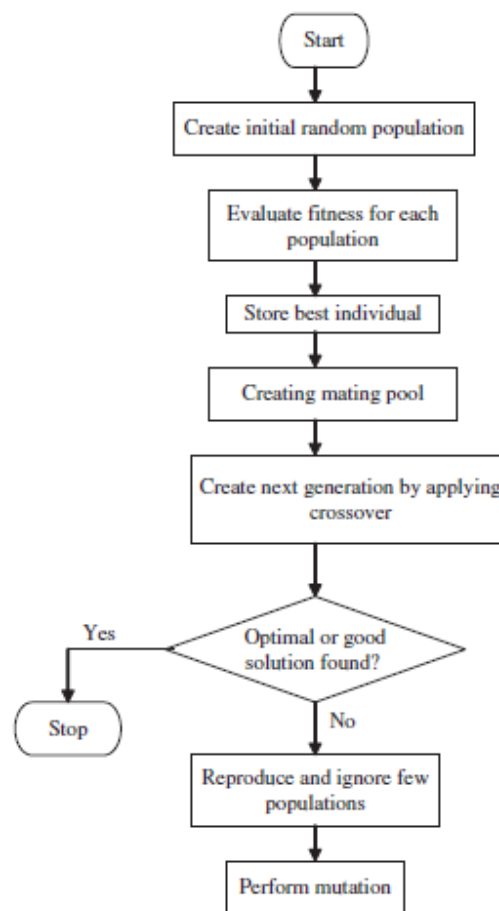 Start
Create initial random population
Evaluate fitness for each
population
Store best individual
Creating mating pool
Create next generation by applying
crossover
Yes
Optimal or good
solution found?
Stop
No
Reproduce and ignore few
populations
Perform mutation